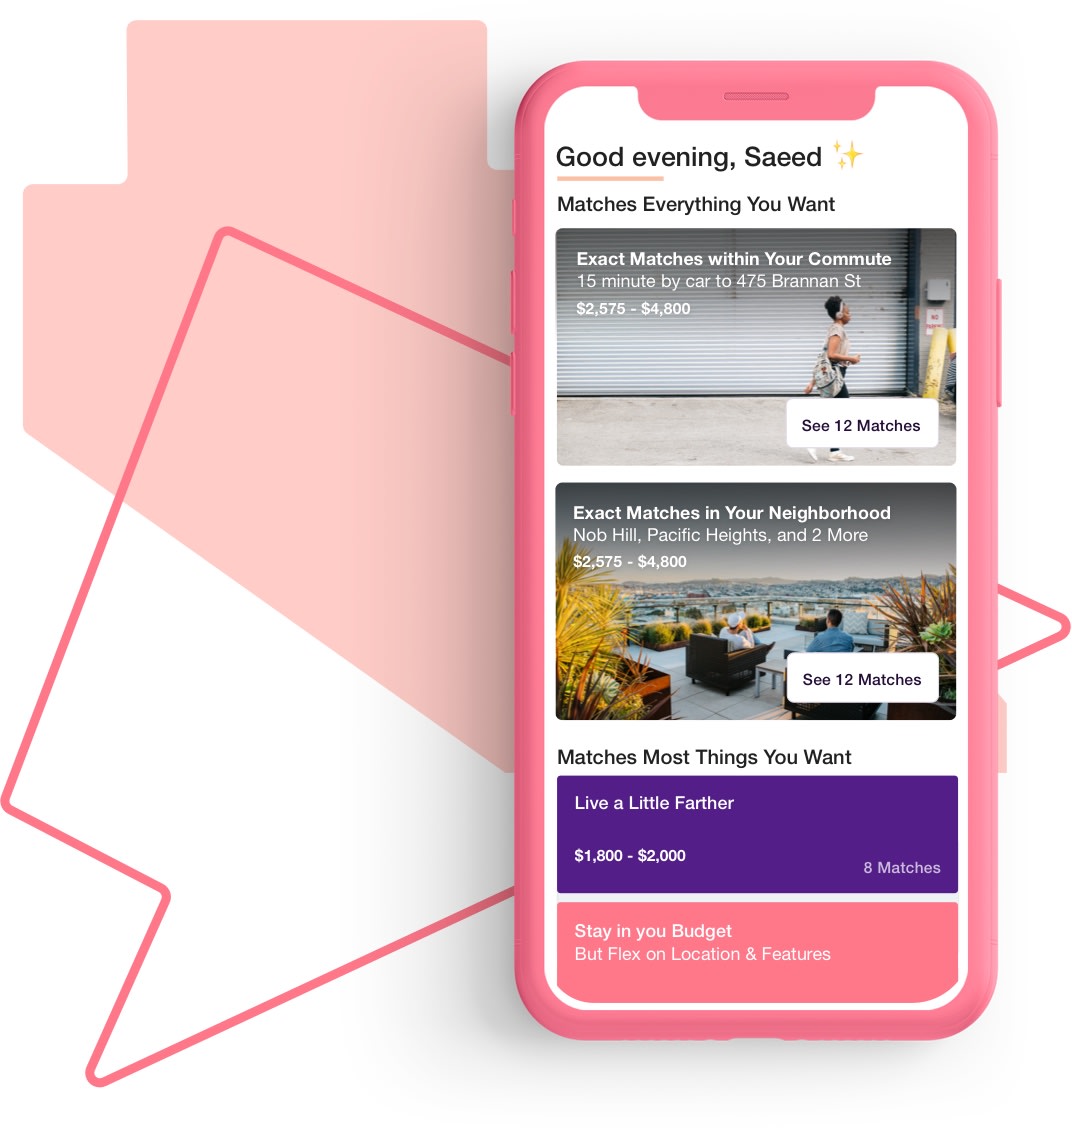 Good evening, Saeed ✨
Matches Everything You Want
Exact Matches within Your Commute
15 minute by car to 475 Brannan St
$2,575 - $4,800
NO
See 12 Matches
Exact Matches in Your Neighborhood
Nob Hill, Pacific Heights, and 2 More
$2,575 - $4,800
See 12 Matches
Matches Most Things You Want
Live a Little Farther
$1,800 - $2,000
8 Matches
Stay in you Budget
But Flex on Location & Features